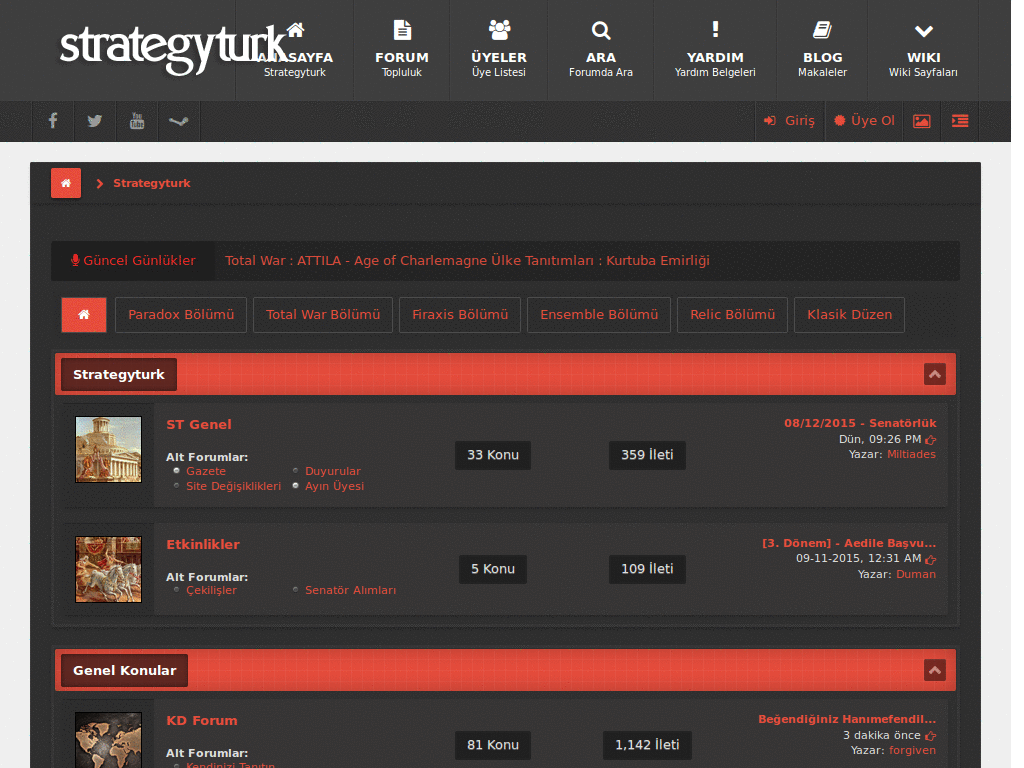 strategyturk
ANASAYFA
Strategyturk
FORUM
Topluluk
ÜYELER
Üye Listesi
ARA
Forumda Ara
YARDIM
Yardım Belgeleri
BLOG
Makaleler
WIKI
Wiki Sayfaları
Giriş
Üye Ol
Strategyturk
Güncel Günlükler
Total War : ATTILA - Age of Charlemagne Ülke Tanıtımları : Kurtuba Emirliği
Paradox Bölümü
Total War Bölümü
Firaxis Bölümü
Ensemble Bölümü
Relic Bölümü
Klasik Düzen
Strategyturk
ST Genel
Alt Forumlar:
Gazete
Duyurular
Site Değişiklikleri
Ayın Üyesi
33 Konu
359 İleti
08/12/2015 - Senatörlük
Dün, 09:26 PM
Yazar: Miltiades
Etkinlikler
Alt Forumlar:
Çekilişler
Senatör Alımları
5 Konu
109 İleti
[3. Dönem] - Aedile Başvu...
09-11-2015, 12:31 AM
Yazar: Duman
Genel Konular
KD Forum
Alt Forumlar:
Kendinizi Tanıtın
81 Konu
1,142 İleti
Beğendiğiniz Hanımefendil...
3 dakika önce
Yazar: forgiven